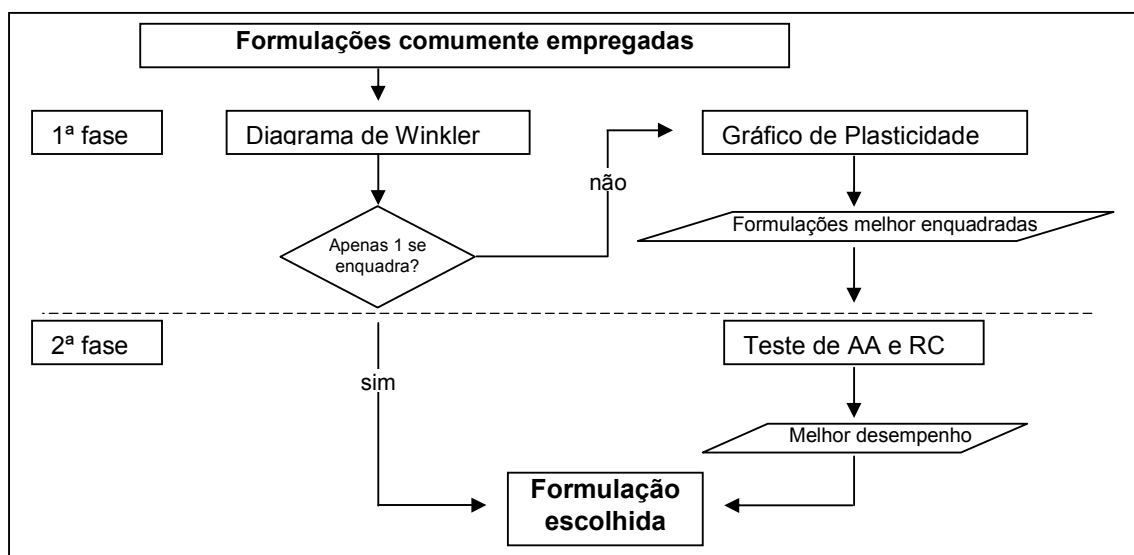 Formulações comumente empregadas
1ª fase
Diagrama de Winkler
Gráfico de Plasticidade
não
Formulações melhor enquadradas
Apenas 1 se
enquadra?
2ª fase
Teste de AA e RC
sim
Melhor desempenho
Formulação
escolhida